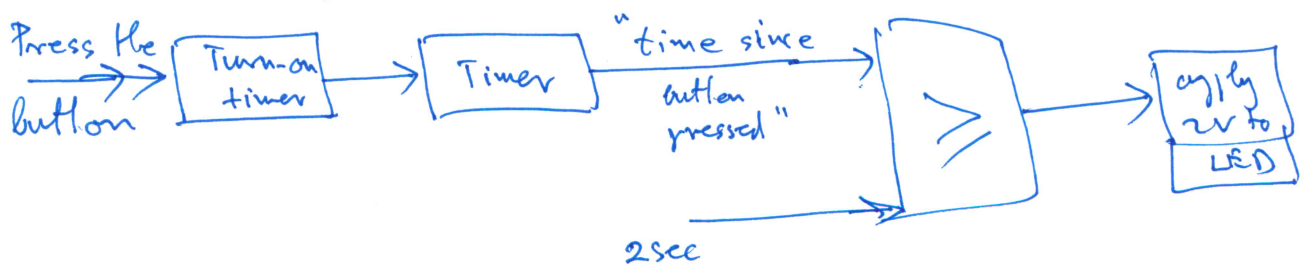 Press the
button
Turn-on
timer
Timer
"time since
button
pressed"
2sec
≥
apply
2V to
LED